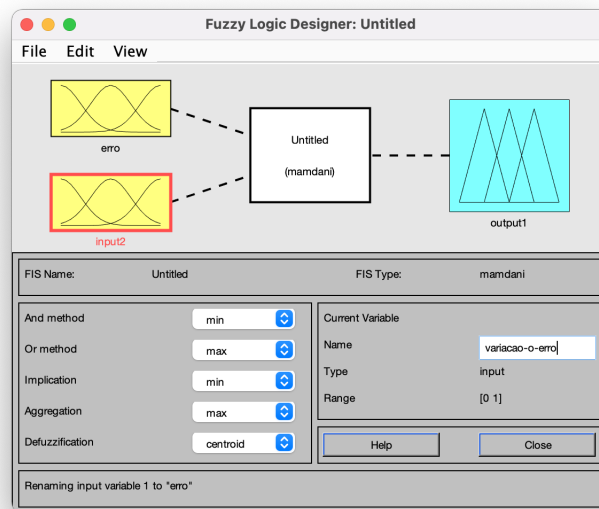 Fuzzy Logic Designer: Untitled
File Edit View
erro
input2
Untitled
(mamdani)
output1
FIS Name: Untitled FIS Type: mamdani
And method min
Or method max
Implication min
Aggregation max
Defuzzification centroid
Current Variable
Name variacao-o-erro
Type input
Range [0 1]
Help Close
Renaming input variable 1 to "erro"